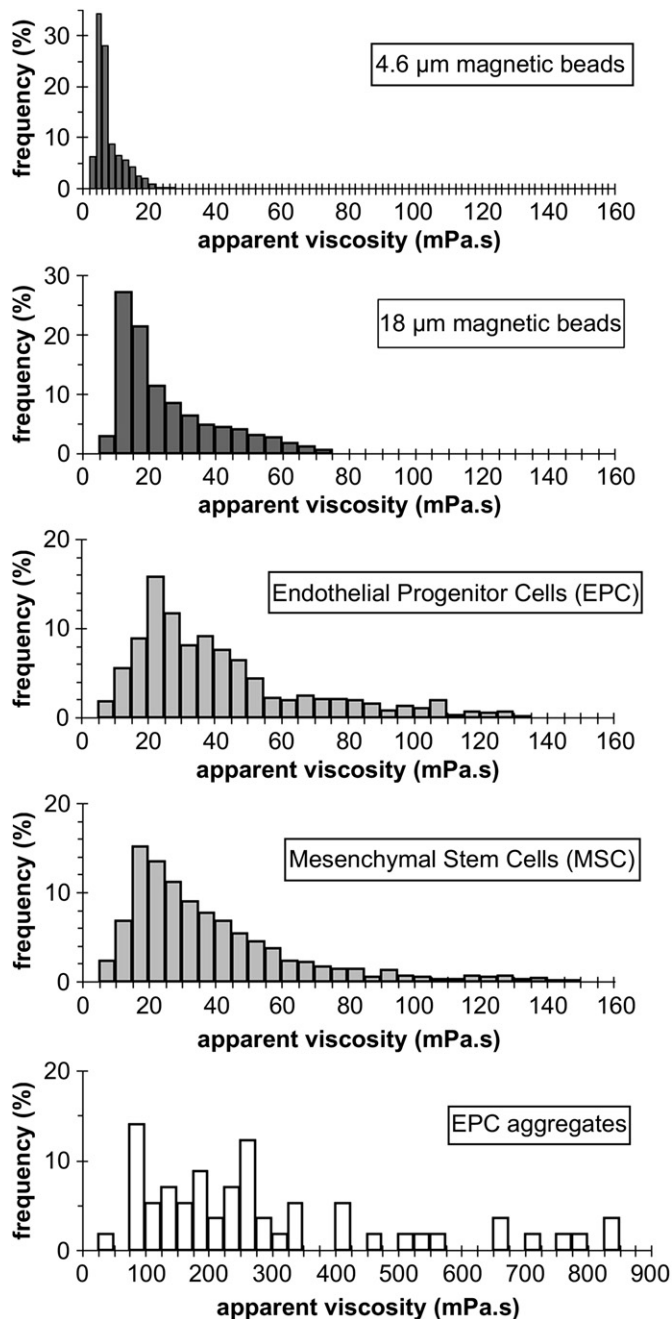 frequency (%)
30
20
10
0
4.6 µm magnetic beads
0 20 40 60 80 100 120 140 160
apparent viscosity (mPa.s)
frequency (%)
30
20
10
0
18 µm magnetic beads
0 20 40 60 80 100 120 140 160
apparent viscosity (mPa.s)
frequency (%)
20
10
0
Endothelial Progenitor Cells (EPC)
0 20 40 60 80 100 120 140 160
apparent viscosity (mPa.s)
frequency (%)
20
10
0
Mesenchymal Stem Cells (MSC)
0 20 40 60 80 100 120 140 160
apparent viscosity (mPa.s)
frequency (%)
20
10
0
EPC aggregates
0 100 200 300 400 500 600 700 800 900
apparent viscosity (mPa.s)